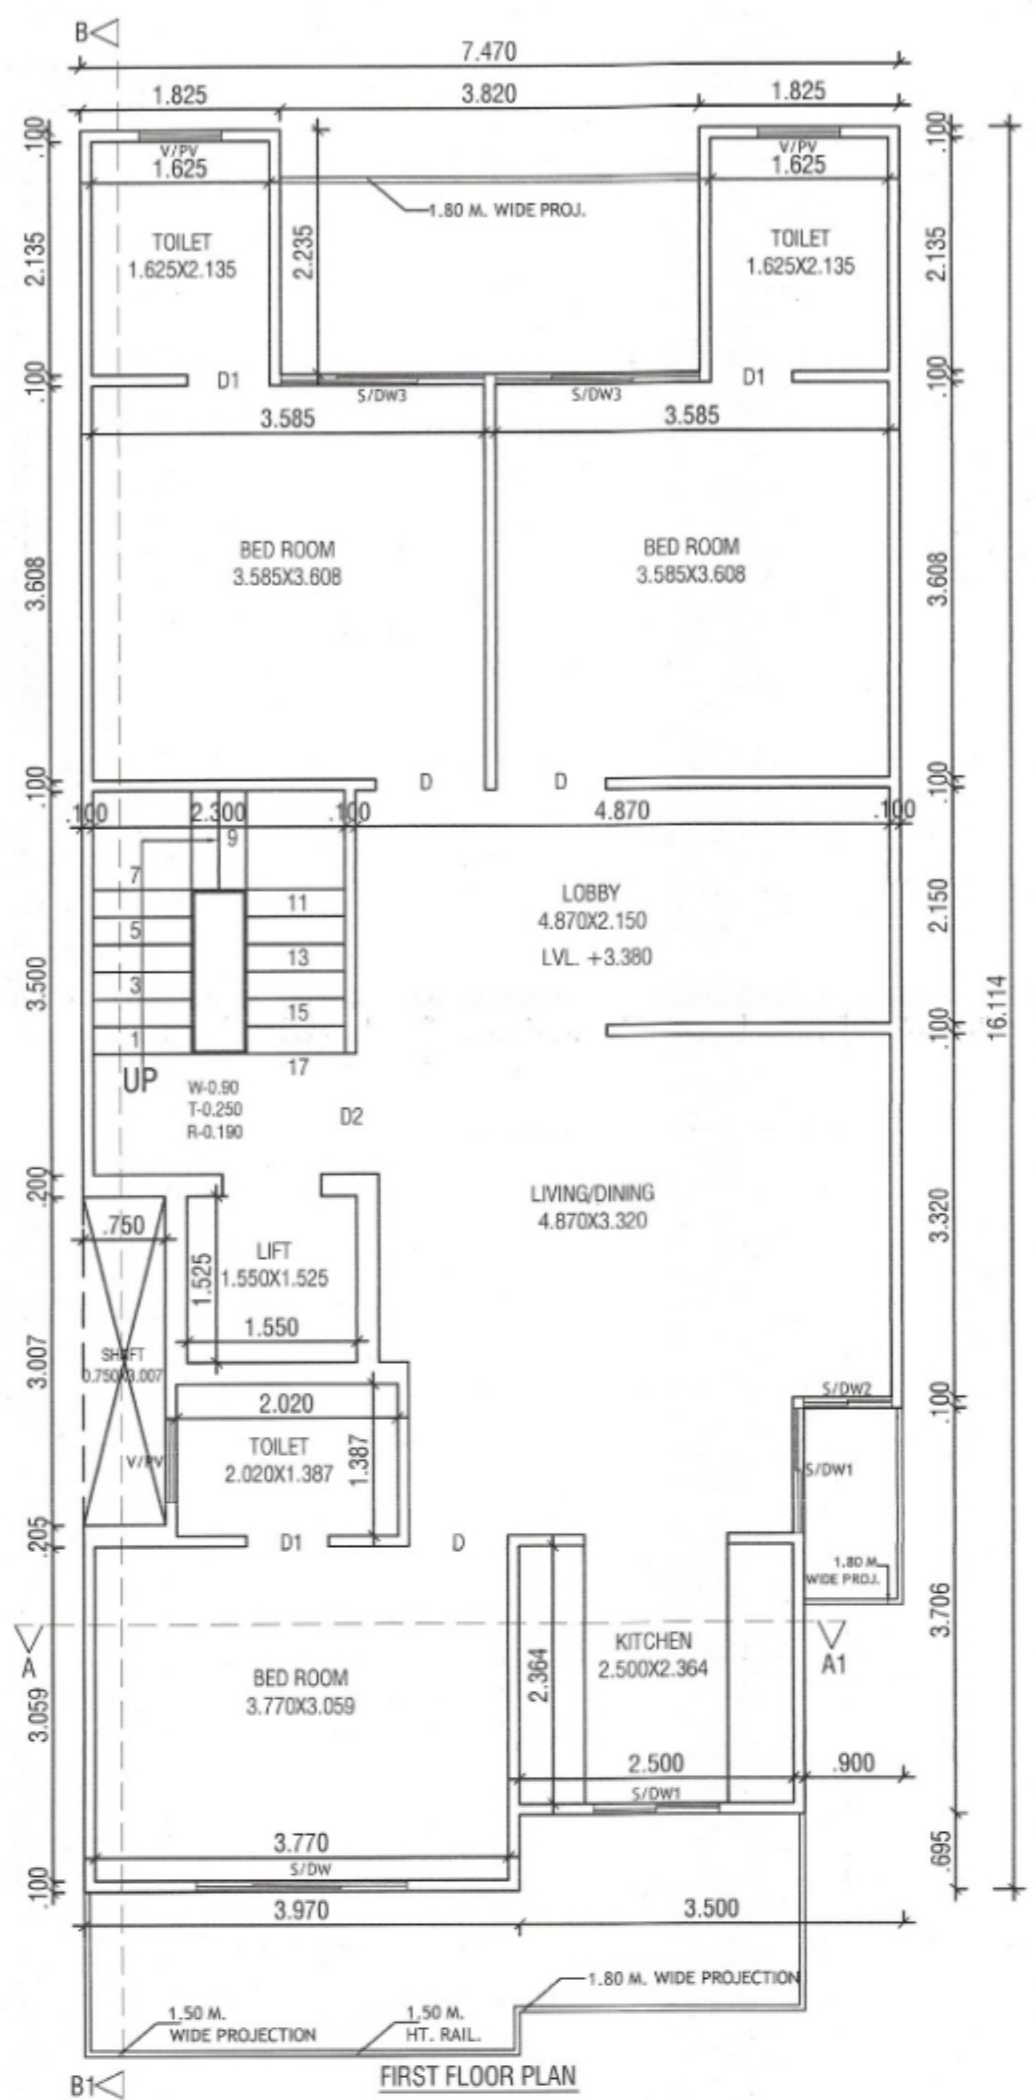 B
7.470
1.825
3.820
1.825
.100
V/PV
1.625
V/PV
1.625
.100
1.80 M. WIDE PROJ.
2.135
TOILET
1.625X2.135
2.235
TOILET
1.625X2.135
2.135
.100
D1
S/DW3
S/DW3
D1
.100
3.585
3.585
3.608
BED ROOM
3.585X3.608
BED ROOM
3.585X3.608
3.608
.100
D
D
.100
.100
2.300
.100
4.870
.100
9
7
5
3
1
11
13
15
17
3.500
LOBBY
4.870X2.150
LVL. +3.380
2.150
16.114
.100
UP
W-0.90
T-0.250
R-0.190
D2
.200
.750
LIFT
1.550X1.525
1.525
1.550
LIVING/DINING
4.870X3.320
3.320
3.007
SHAFT
0.750X3.007
S/DW2
.100
2.020
TOILET
2.020X1.387
1.387
V/PV
S/DW1
.205
D1
D
1.80 M.
WIDE PROJ.
3.706
A
A1
KITCHEN
2.500X2.364
2.364
BED ROOM
3.770X3.059
3.059
2.500
.900
S/DW1
3.770
S/DW
.695
.100
3.970
3.500
1.80 M. WIDE PROJECTION
1.50 M.
WIDE PROJECTION
1.50 M.
HT. RAIL.
FIRST FLOOR PLAN
B1